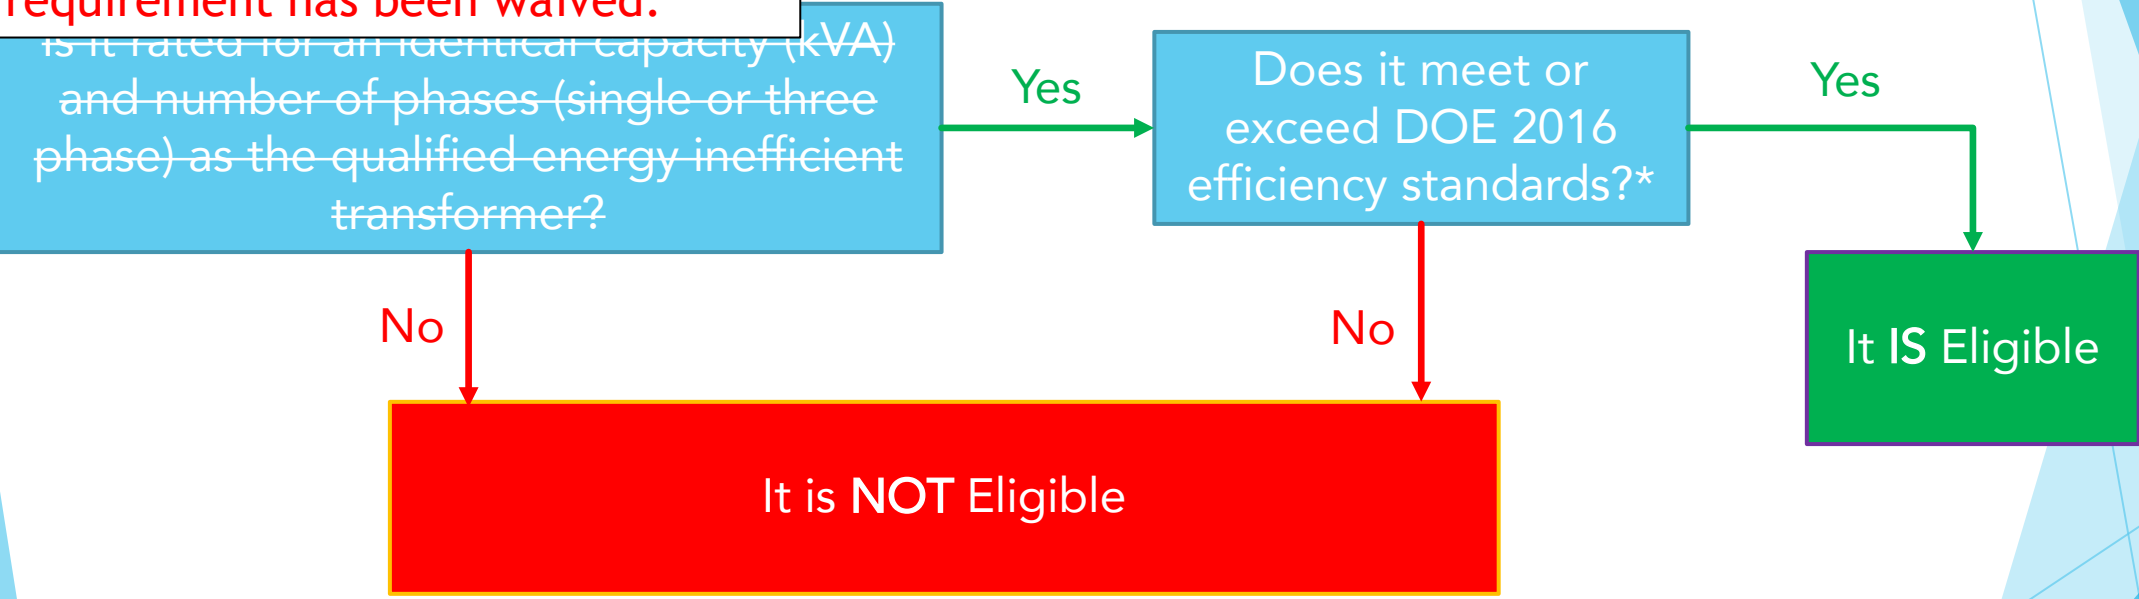 requirement has been waived.
Is it rated for an identical capacity (kVA)
and number of phases (single or three
phase) as the qualified energy inefficient
transformer?
Yes
Does it meet or
exceed DOE 2016
efficiency standards?*
Yes
No
No
It IS Eligible
It is NOT Eligible